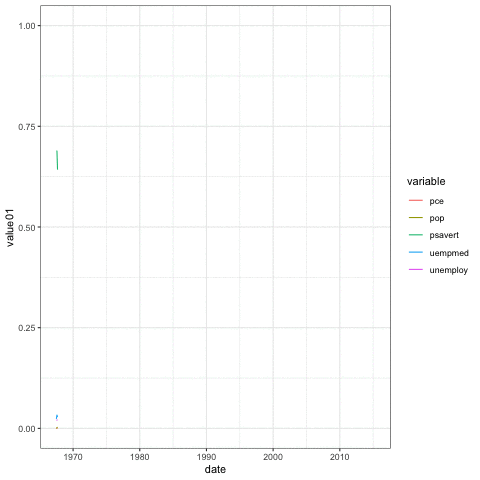 1.00
0.75
0.50
0.25
0.00
value01
1970 1980 1990 2000 2010
date
variable
pce
pop
psavert
uempmed
unemploy